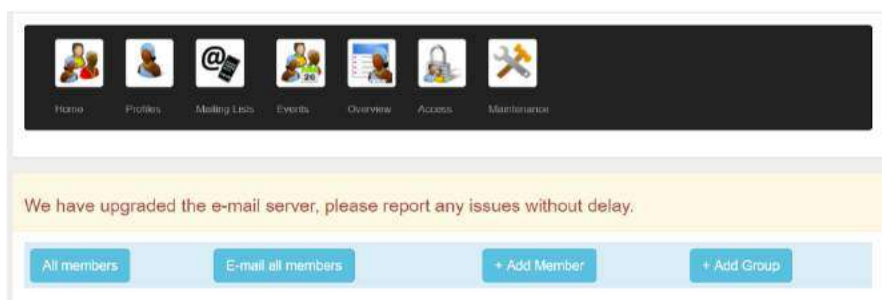 @
26
Home Profiles Mailing Lists Events Overview Access Maintenance
We have upgraded the e-mail server, please report any issues without delay.
All members E-mail all members + Add Member + Add Group